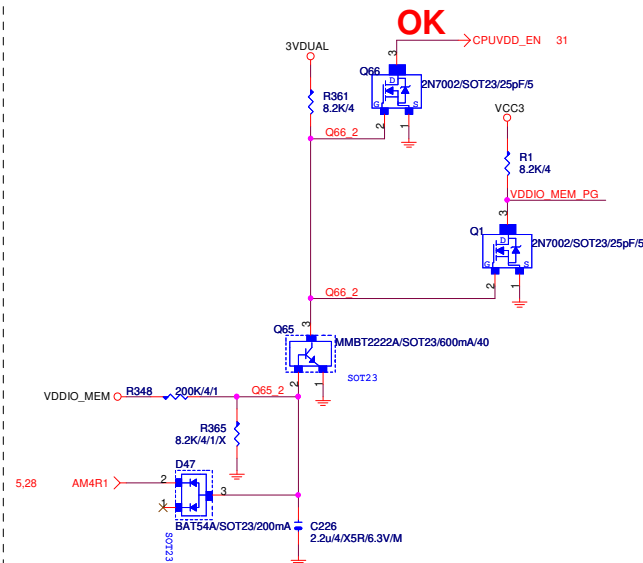 OK
3VDUAL
3
CPUVDD_EN 31
Q66
D
2N7002/SOT23/25pF/5
R361
8.2K/4
G
S
VCC3
2
1
Q66_2
R1
8.2K/4
VDDIO_MEM_PG
3
Q1
D
2N7002/SOT23/25pF/5
G
S
Q66_2
2
1
3
Q65
MMBT2222A/SOT23/600mA/40
SOT23
2
1
VDDIO_MEM
R348
200K/4/1
Q65_2
R365
8.2K/4/1/X
D47
5,28
AM4R1
2
3
1
BAT54A/SOT23/200mA
C226
2.2u/4/X5R/6.3V/M
SOT23